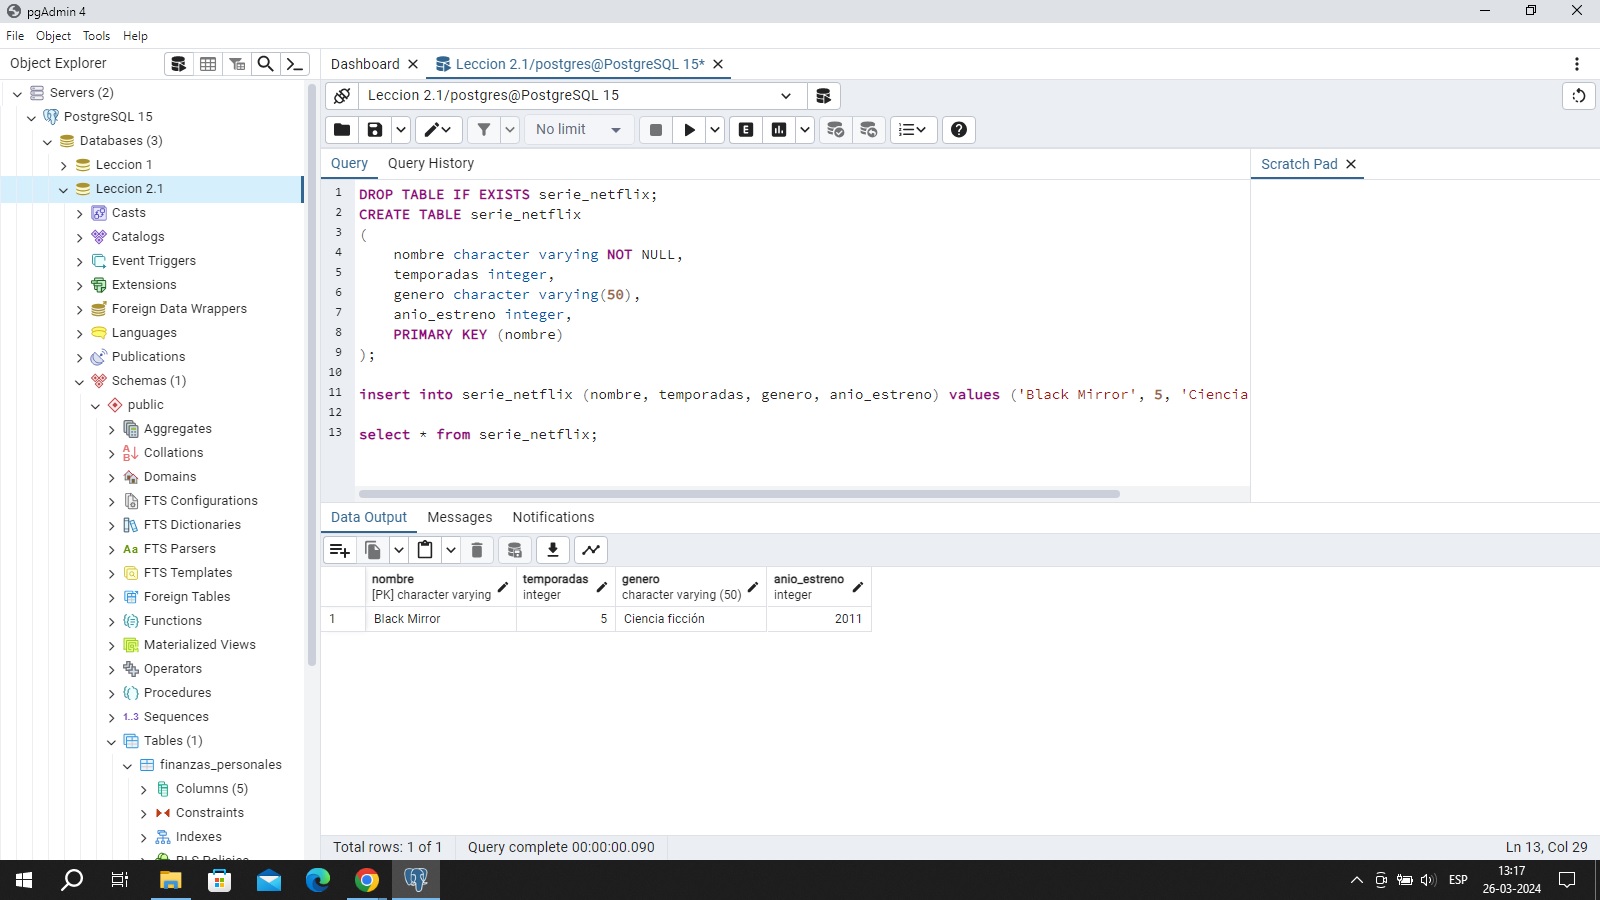 pgAdmin 4
File Object Tools Help
Object Explorer
Dashboard
Leccion 2.1/postgres@PostgreSQL 15*
Servers (2)
PostgreSQL 15
Databases (3)
Leccion 1
Leccion 2.1
Casts
Catalogs
Event Triggers
Extensions
Foreign Data Wrappers
Languages
Publications
Schemas (1)
public
Aggregates
Collations
Domains
FTS Configurations
FTS Dictionaries
Aa FTS Parsers
FTS Templates
Foreign Tables
Functions
Materialized Views
Operators
Procedures
1..3 Sequences
Tables (1)
finanzas_personales
Columns (5)
Constraints
Indexes
RLS Policies
Leccion 2.1/postgres@PostgreSQL 15
No limit
E
Query Query History
Scratch Pad
1 DROP TABLE IF EXISTS serie_netflix;
2 CREATE TABLE serie_netflix
3 (
4 nombre character varying NOT NULL,
5 temporadas integer,
6 genero character varying(50),
7 anio_estreno integer,
8 PRIMARY KEY (nombre)
9 );
10
11 insert into serie_netflix (nombre, temporadas, genero, anio_estreno) values ('Black Mirror', 5, 'Ciencia
12
13 select * from serie_netflix;
Data Output Messages Notifications
nombre temporadas genero anio_estreno
[PK] character varying integer character varying (50) integer
1 Black Mirror 5 Ciencia ficción 2011
Total rows: 1 of 1 Query complete 00:00:00.090 Ln 13, Col 29
ESP
13:17
26-03-2024